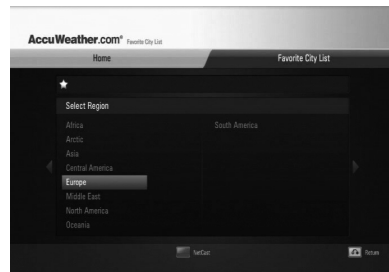 AccuWeather.com® Favorite City List
Home
Favorite City List
Select Region
Africa
Arctic
Asia
Central America
Europe
Middle East
North America
Oceania
South America
NetCast
Return